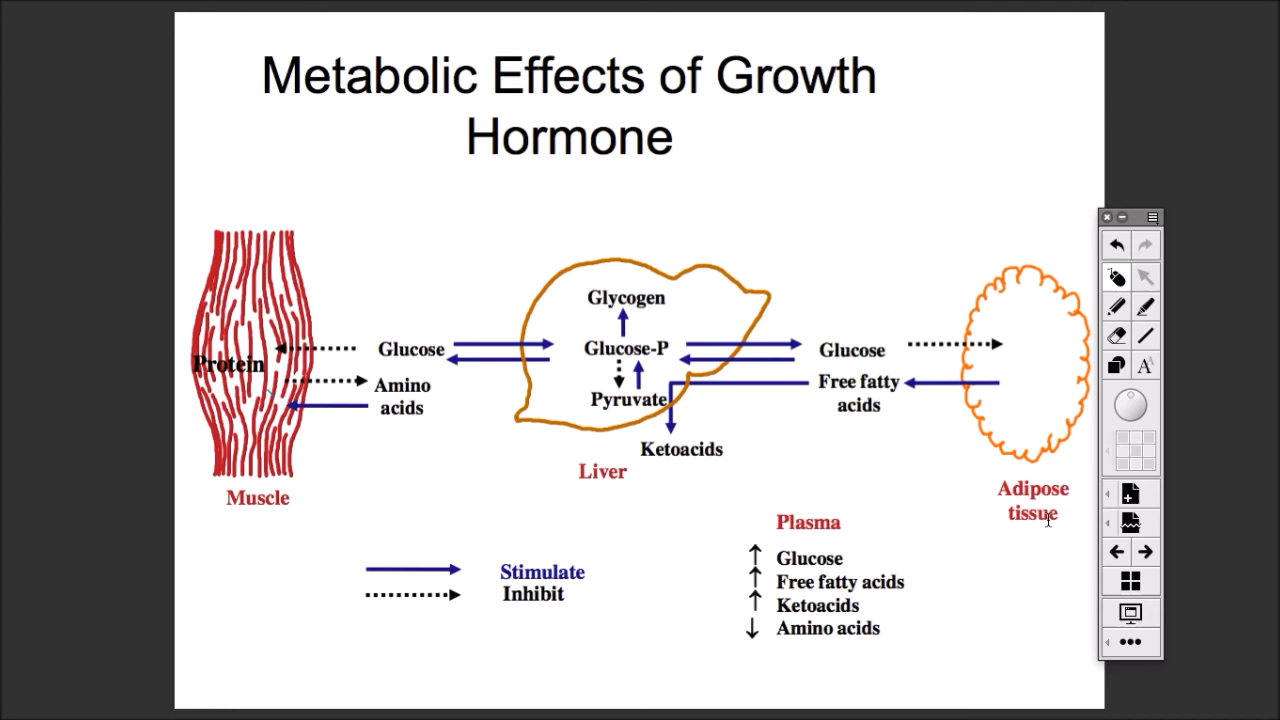 Metabolic Effects of Growth
Hormone
Glycogen
Glucose
Glucose-P
Glucose
Protein
Amino
acids
Pyruvate
Free fatty
acids
Ketoacids
Liver
Muscle
Adipose
tissue
Plasma
↑ Glucose
↑ Free fatty acids
↑ Ketoacids
↓ Amino acids
Stimulate
Inhibit
A